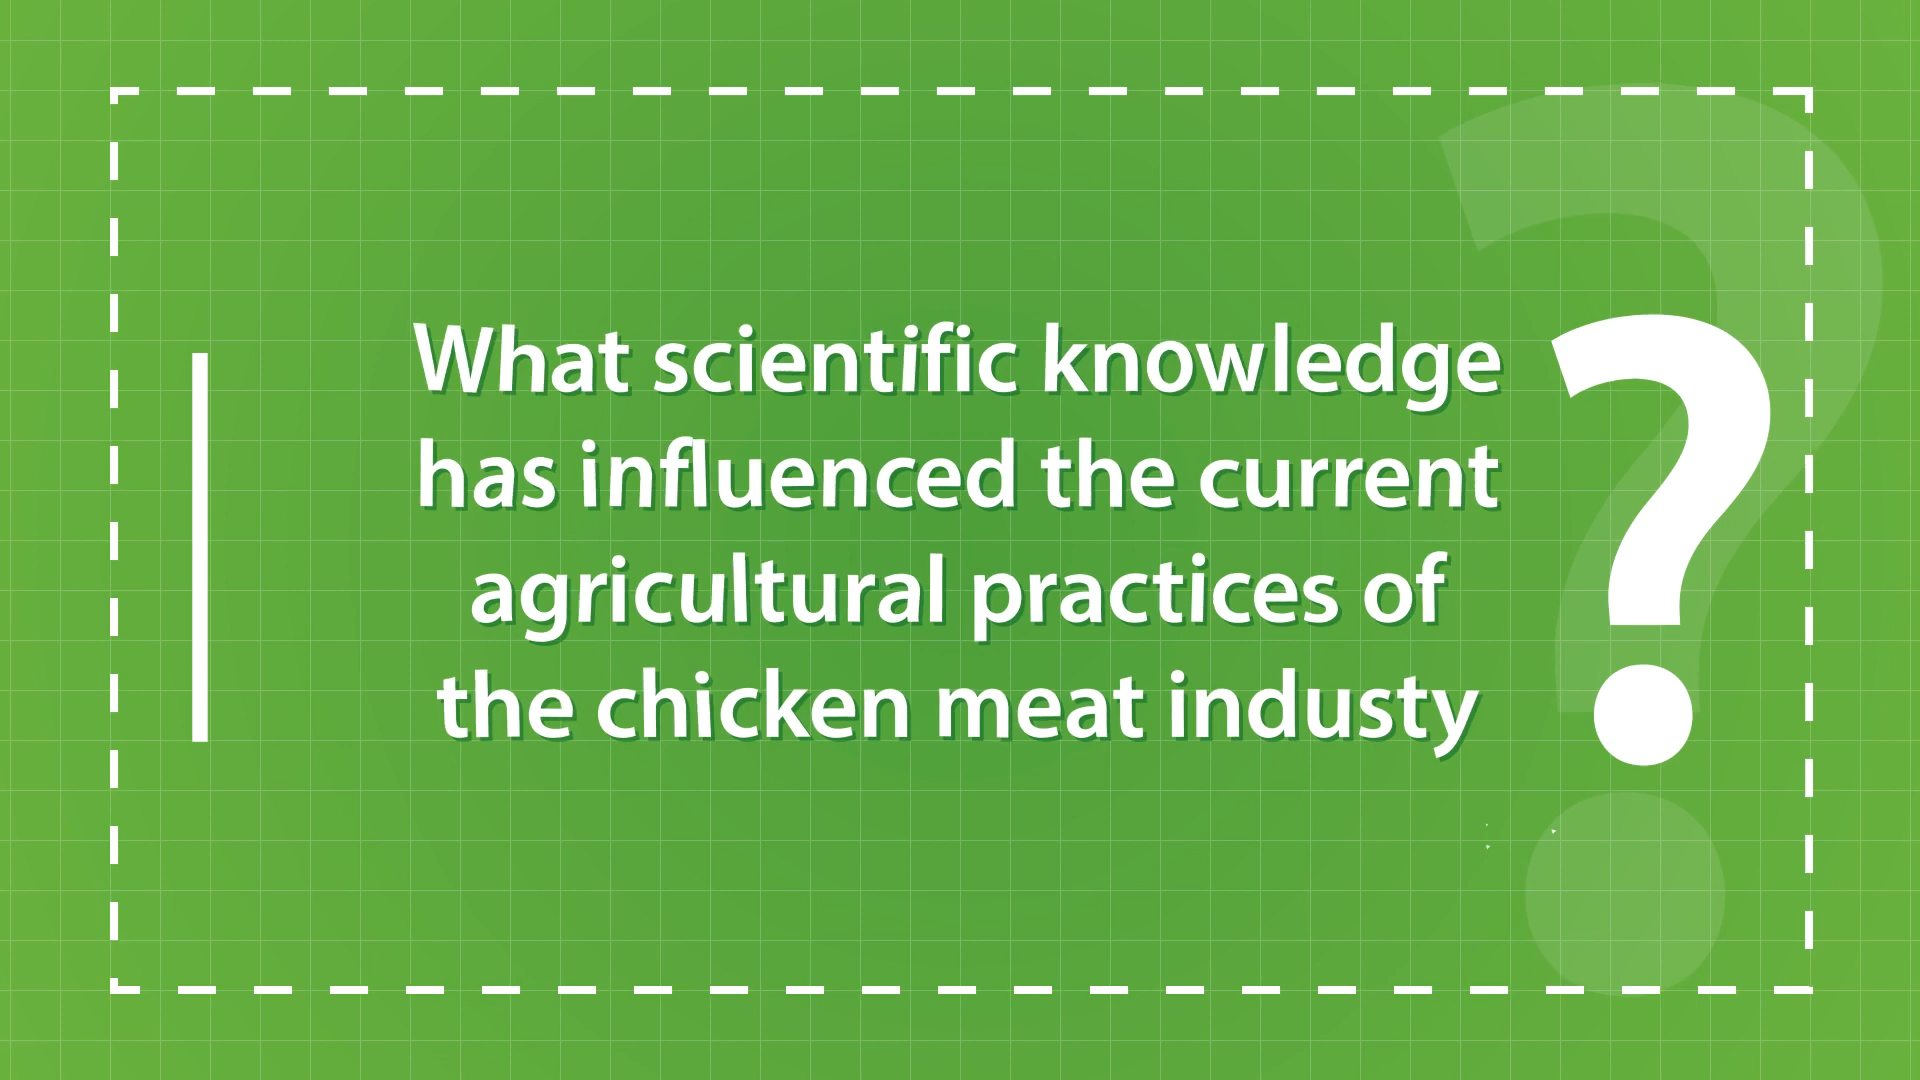 What scientific knowledge
has influenced the current
agricultural practices of
the chicken meat industy
?